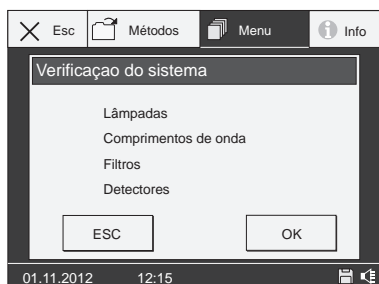 Esc Métodos Menu Info
Verificaçao do sistema
Lâmpadas
Comprimentos de onda
Filtros
Detectores
ESC OK
01.11.2012 12:15